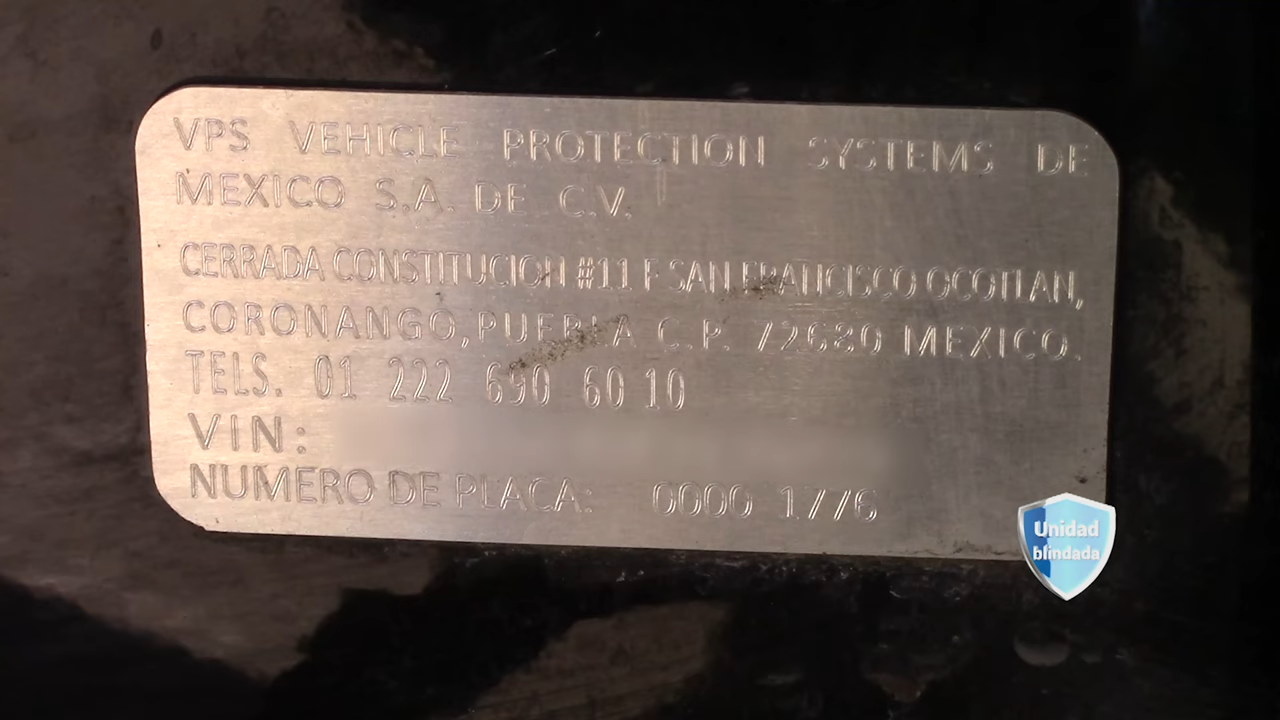 VPS VEHICLE PROTECTION SYSTEMS DE
MEXICO S.A. DE C.V.
CERRADA CONSTITUCION #11 F SAN FRANCISCO OCOTLAN,
CORONANGO, PUEBLA C.P. 72680 MEXICO.
TELS. 01 222 690 60 10
VIN:
NUMERO DE PLACA: 0000 1776
Unidad
blindada